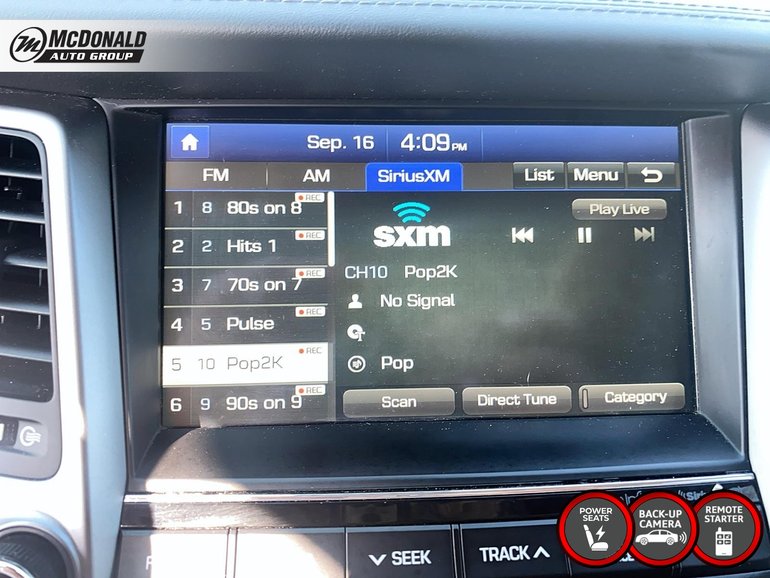 McDONALD
AUTO GROUP
Sep. 16 4:09 PM
FM AM SiriusXM List Menu
1 8 80s on 8 REC
2 2 Hits 1 REC
3 7 70s on 7 REC
4 5 Pulse REC
5 10 Pop2K REC
6 9 90s on 9 REC
Play Live
sxm
CH10 Pop2K
No Signal
Pop
Scan Direct Tune Category
SEEK TRACK
POWER
SEATS
BACK-UP
CAMERA
REMOTE
STARTER